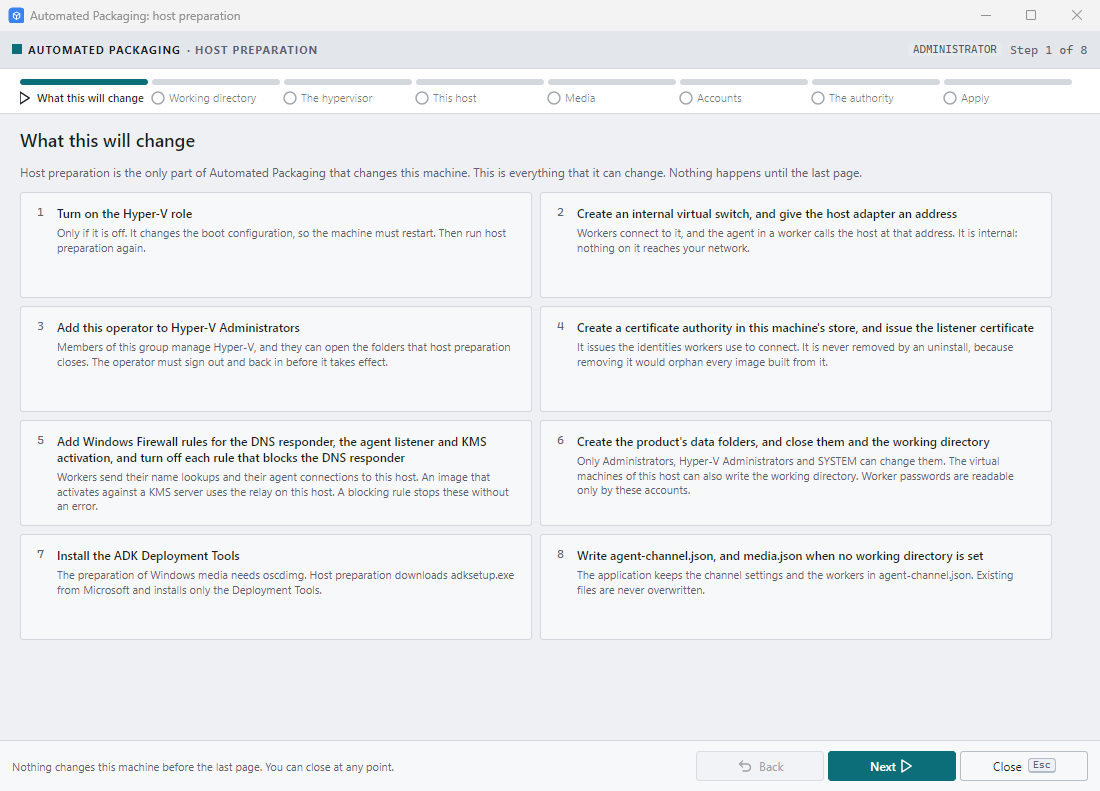 Automated Packaging: host preparation
AUTOMATED PACKAGING · HOST PREPARATION
ADMINISTRATOR Step 1 of 8
What this will change
Working directory
The hypervisor
This host
Media
Accounts
The authority
Apply
What this will change
Host preparation is the only part of Automated Packaging that changes this machine. This is everything that it can change. Nothing happens until the last page.
1 Turn on the Hyper-V role
Only if it is off. It changes the boot configuration, so the machine must restart. Then run host
preparation again.
2 Create an internal virtual switch, and give the host adapter an address
Workers connect to it, and the agent in a worker calls the host at that address. It is internal:
nothing on it reaches your network.
3 Add this operator to Hyper-V Administrators
Members of this group manage Hyper-V, and they can open the folders that host preparation
closes. The operator must sign out and back in before it takes effect.
4 Create a certificate authority in this machine's store, and issue the listener certificate
It issues the identities workers use to connect. It is never removed by an uninstall, because
removing it would orphan every image built from it.
5 Add Windows Firewall rules for the DNS responder, the agent listener and KMS
activation, and turn off each rule that blocks the DNS responder
Workers send their name lookups and their agent connections to this host. An image that
activates against a KMS server uses the relay on this host. A blocking rule stops these without
an error.
6 Create the product's data folders, and close them and the working directory
Only Administrators, Hyper-V Administrators and SYSTEM can change them. The virtual
machines of this host can also write the working directory. Worker passwords are readable
only by these accounts.
7 Install the ADK Deployment Tools
The preparation of Windows media needs oscdimg. Host preparation downloads adksetup.exe
from Microsoft and installs only the Deployment Tools.
8 Write agent-channel.json, and media.json when no working directory is set
The application keeps the channel settings and the workers in agent-channel.json. Existing
files are never overwritten.
Nothing changes this machine before the last page. You can close at any point.
Back
Next
Close Esc